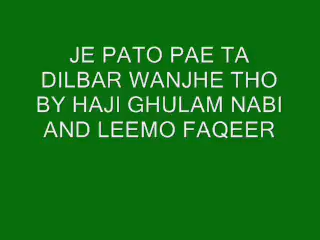 JE PATO PAE TA
DILBAR WANJHE THO
BY HAJI GHULAM NABI
AND LEEMO FAQEER